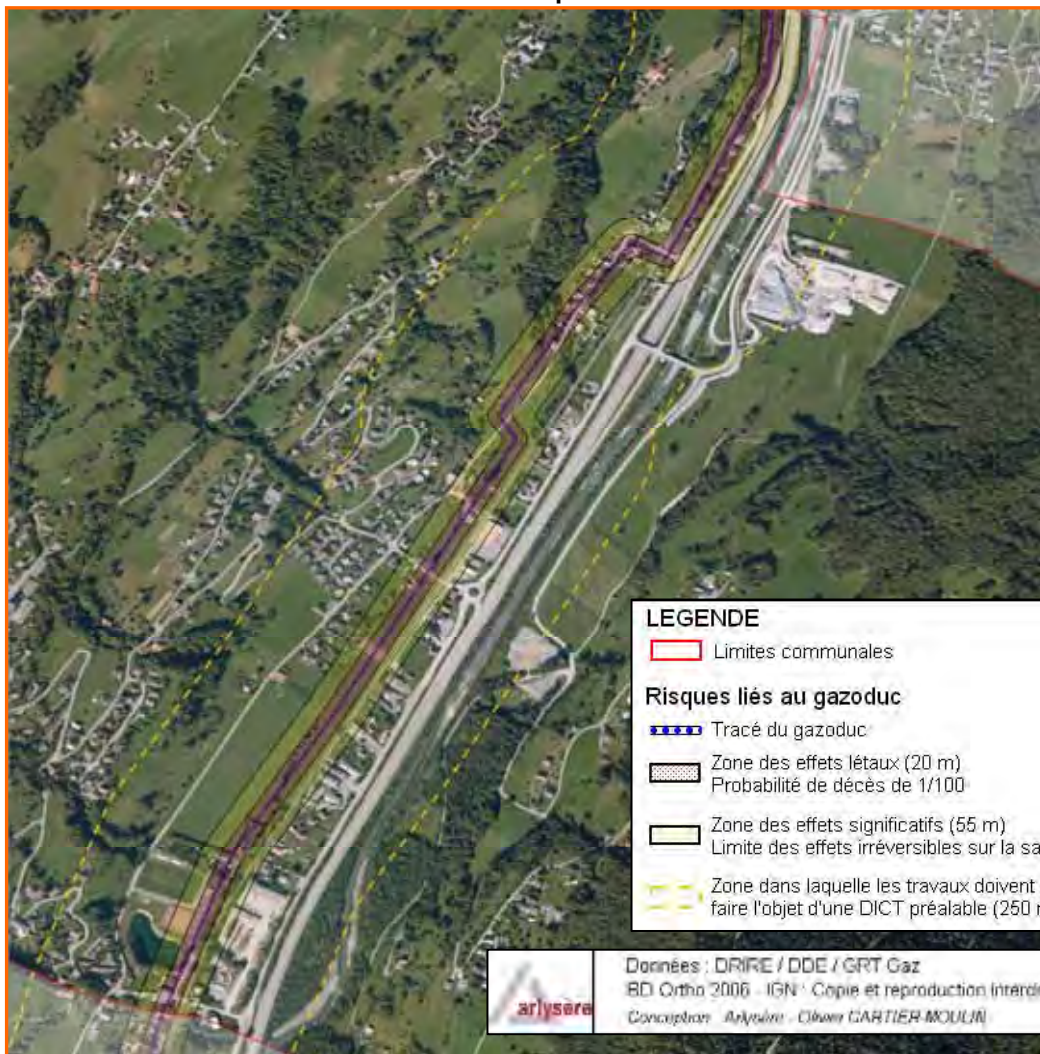 LEGENDE
Limites communales
Risques liés au gazoduc
Tracé du gazoduc
Zone des effets létaux (20 m)
Probabilité de décès de 1/100
Zone des effets significatifs (55 m)
Limite des effets irréversibles sur la sa
Zone dans laquelle les travaux doivent
faire l'objet d'une DICT préalable (250 m
arlysère
Données : DRIRE / DDE / GRT Gaz
BD Ortho 2006 - IGN : Copie et reproduction interdi
Conception : Arlysère - Olivier CARTIER-MOULIN